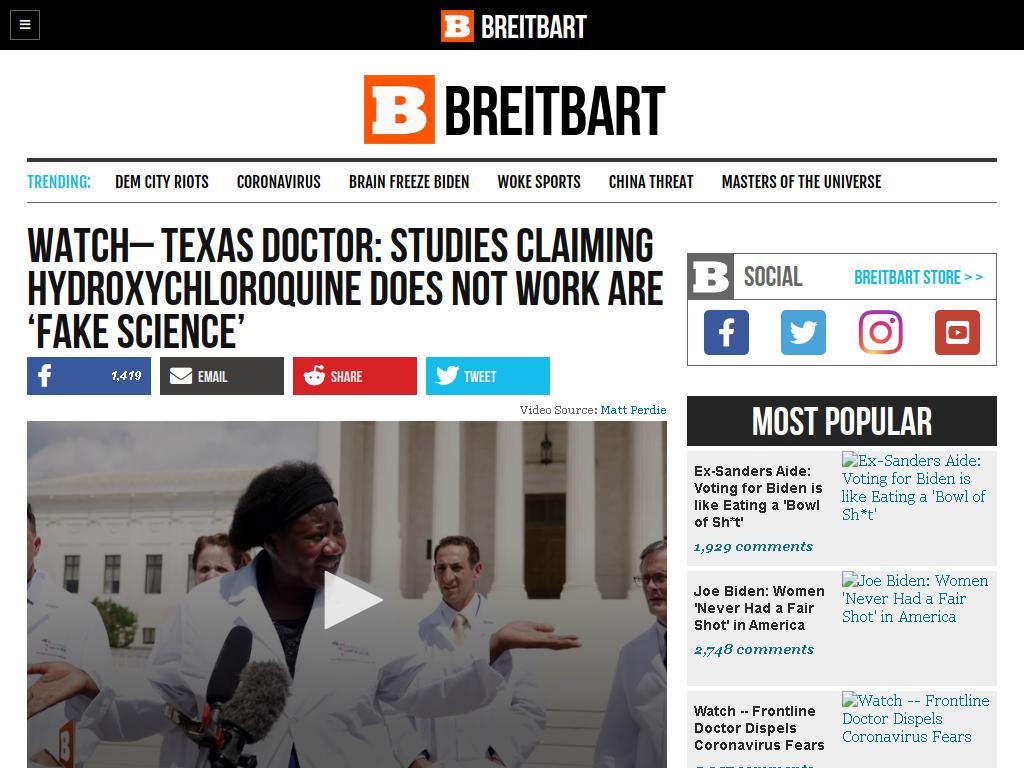 BREITBART
B BREITBART
TRENDING: DEM CITY RIOTS CORONAVIRUS BRAIN FREEZE BIDEN WOKE SPORTS CHINA THREAT MASTERS OF THE UNIVERSE
WATCH— TEXAS DOCTOR: STUDIES CLAIMING
HYDROXYCHLOROQUINE DOES NOT WORK ARE
‘FAKE SCIENCE’
1,419 EMAIL SHARE TWEET
Video Source: Matt Perdie
B SOCIAL BREITBART STORE > >
MOST POPULAR
Ex-Sanders Aide:
Voting for Biden is
like Eating a 'Bowl
of Sh*t'
1,929 comments
Ex-Sanders Aide:
Voting for Biden is
like Eating a 'Bowl of
Sh*t'
Joe Biden: Women
'Never Had a Fair
Shot' in America
2,748 comments
Joe Biden: Women
'Never Had a Fair
Shot' in America
Watch -- Frontline
Doctor Dispels
Coronavirus Fears
Watch -- Frontline
Doctor Dispels
Coronavirus Fears